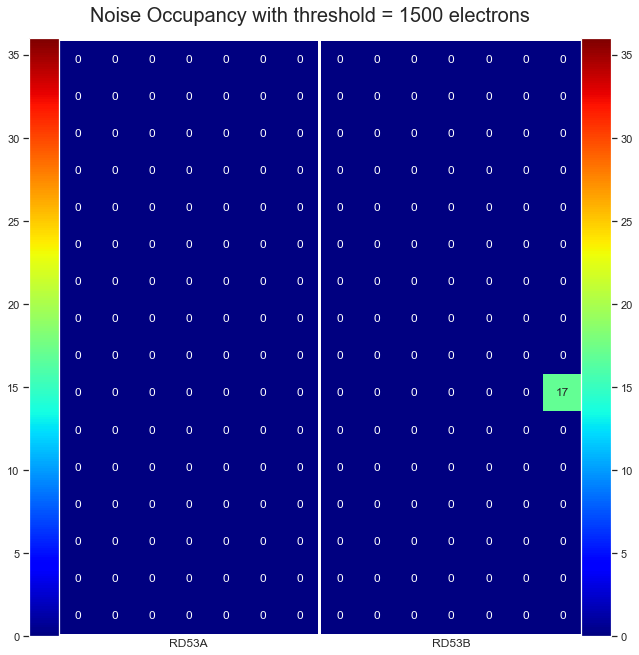 Noise Occupancy with threshold = 1500 electrons
35 0 0 0 0 0 0 0 0 0 0 0 0 0 0 35
0 0 0 0 0 0 0 0 0 0 0 0 0 0
30 0 0 0 0 0 0 0 0 0 0 0 0 0 0 30
0 0 0 0 0 0 0 0 0 0 0 0 0 0
25 0 0 0 0 0 0 0 0 0 0 0 0 0 0 25
0 0 0 0 0 0 0 0 0 0 0 0 0 0
20 0 0 0 0 0 0 0 0 0 0 0 0 0 0 20
0 0 0 0 0 0 0 0 0 0 0 0 0 0
0 0 0 0 0 0 0 0 0 0 0 0 0 0
15 0 0 0 0 0 0 0 0 0 0 0 0 0 17 15
0 0 0 0 0 0 0 0 0 0 0 0 0 0
10 0 0 0 0 0 0 0 0 0 0 0 0 0 0 10
0 0 0 0 0 0 0 0 0 0 0 0 0 0
5 0 0 0 0 0 0 0 0 0 0 0 0 0 0 5
0 0 0 0 0 0 0 0 0 0 0 0 0 0
0 0 0 0 0 0 0 0 0 0 0 0 0 0
0 0
RD53A RD53B